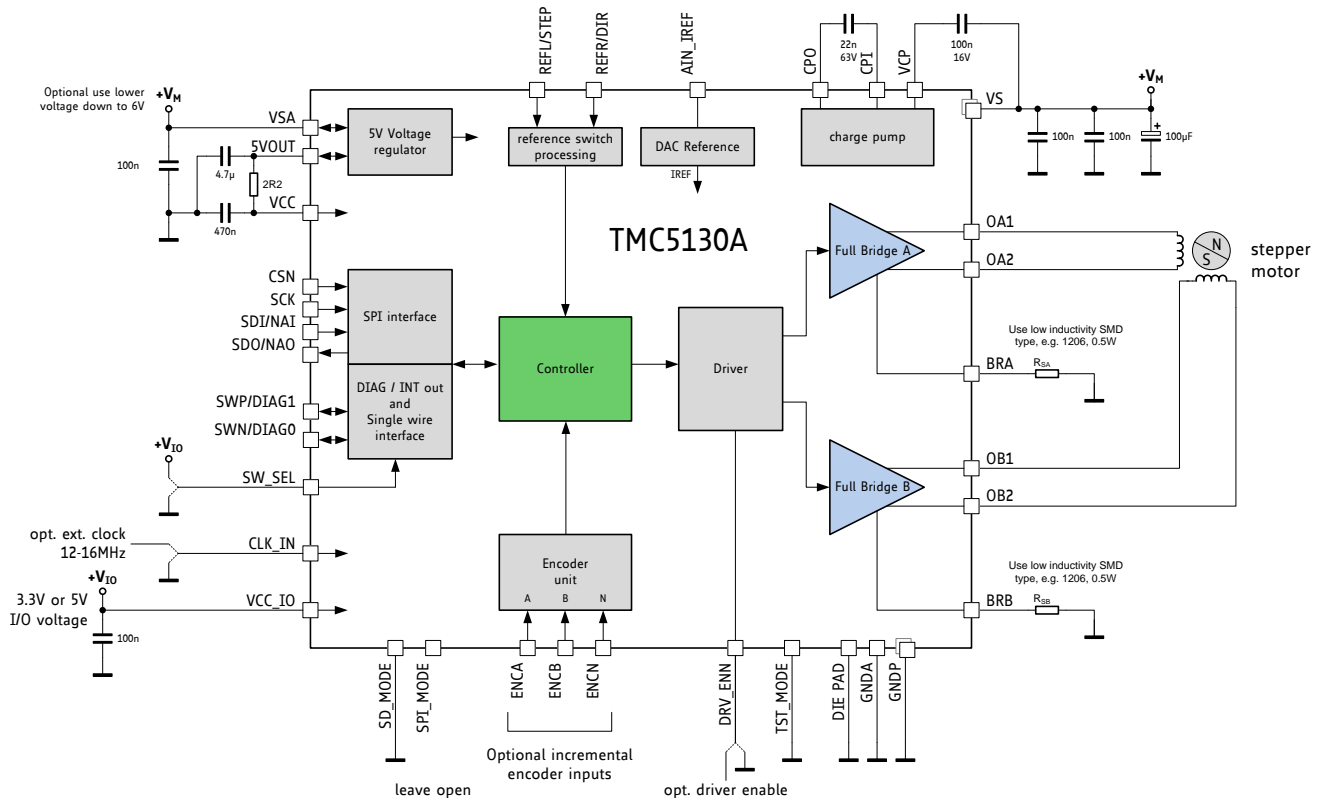 REFL/STEP
REFR/DIR
AIN_IREF
CPO
22n
63V
CPI
VCP
100n
16V
Optional use lower
voltage down to 6V
+VM
VSA
5VOUT
100n
4.7µ
2R2
VCC
470n
5V Voltage
regulator
reference switch
processing
DAC Reference
IREF
charge pump
+VM
VS
100n
100n
+
100µF
TMC5130A
Full Bridge A
OA1
OA2
N
S
stepper
motor
CSN
SCK
SDI/NAI
SDO/NAO
SPI interface
Controller
Driver
Use low inductivity SMD
type, e.g. 1206, 0.5W
BRA
RSA
DIAG / INT out
and
Single wire
interface
SWP/DIAG1
SWN/DIAG0
+VIO
SW_SEL
Full Bridge B
OB1
OB2
opt. ext. clock
12-16MHz
CLK_IN
+VIO
3.3V or 5V
I/O voltage
VCC_IO
100n
Encoder
unit
A B N
Use low inductivity SMD
type, e.g. 1206, 0.5W
BRB
RSB
SD_MODE
SPI_MODE
ENCA
ENCB
ENCN
DRV_ENN
TST_MODE
DIE PAD
GNDA
GNDP
Optional incremental
encoder inputs
leave open
opt. driver enable